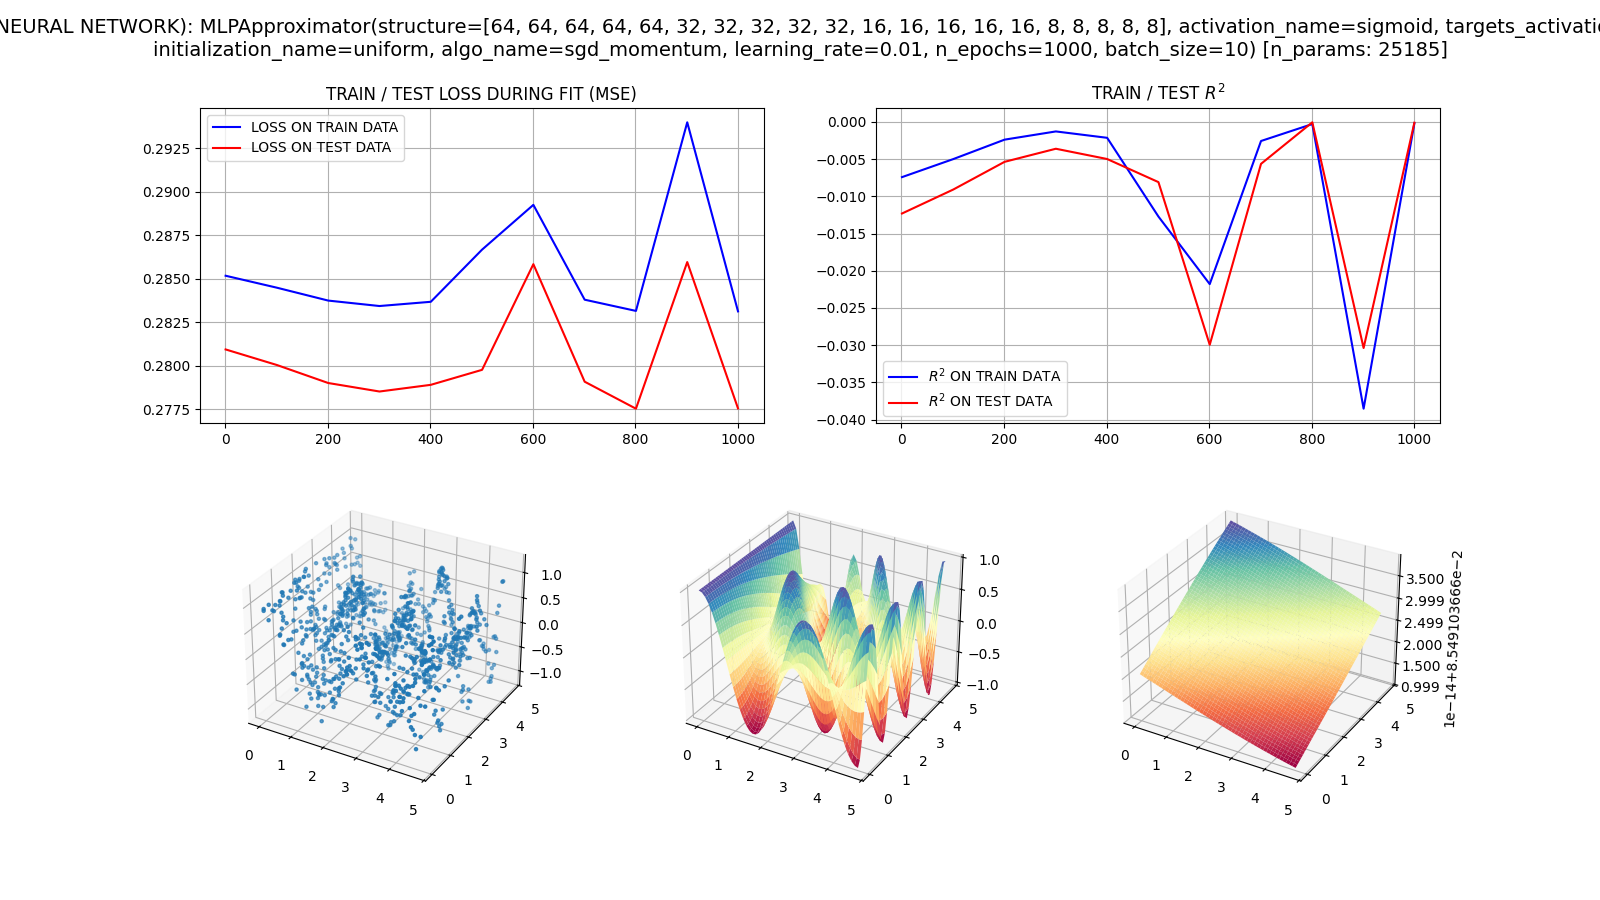 NEURAL NETWORK): MLPApproximator(structure=[64, 64, 64, 64, 64, 32, 32, 32, 32, 32, 16, 16, 16, 16, 16, 8, 8, 8, 8, 8], activation_name=sigmoid, targets_activatio
initialization_name=uniform, algo_name=sgd_momentum, learning_rate=0.01, n_epochs=1000, batch_size=10) [n_params: 25185]
TRAIN / TEST LOSS DURING FIT (MSE)
LOSS ON TRAIN DATA
LOSS ON TEST DATA
0.2925
0.2900
0.2875
0.2850
0.2825
0.2800
0.2775
0 200 400 600 800 1000
TRAIN / TEST R²
0.000
−0.005
−0.010
−0.015
−0.020
−0.025
−0.030
−0.035
−0.040
R² ON TRAIN DATA
R² ON TEST DATA
0 200 400 600 800 1000
1.0
0.5
0.0
−0.5
−1.0
0 1 2 3 4 5
0 1 2 3 4 5
1.0
0.5
0.0
−0.5
−1.0
0 1 2 3 4 5
0 1 2 3 4 5
3.500
2.999
2.499
2.000
1.500
0.999
1e−14+8.549103666e−2
0 1 2 3 4 5
0 1 2 3 4 5